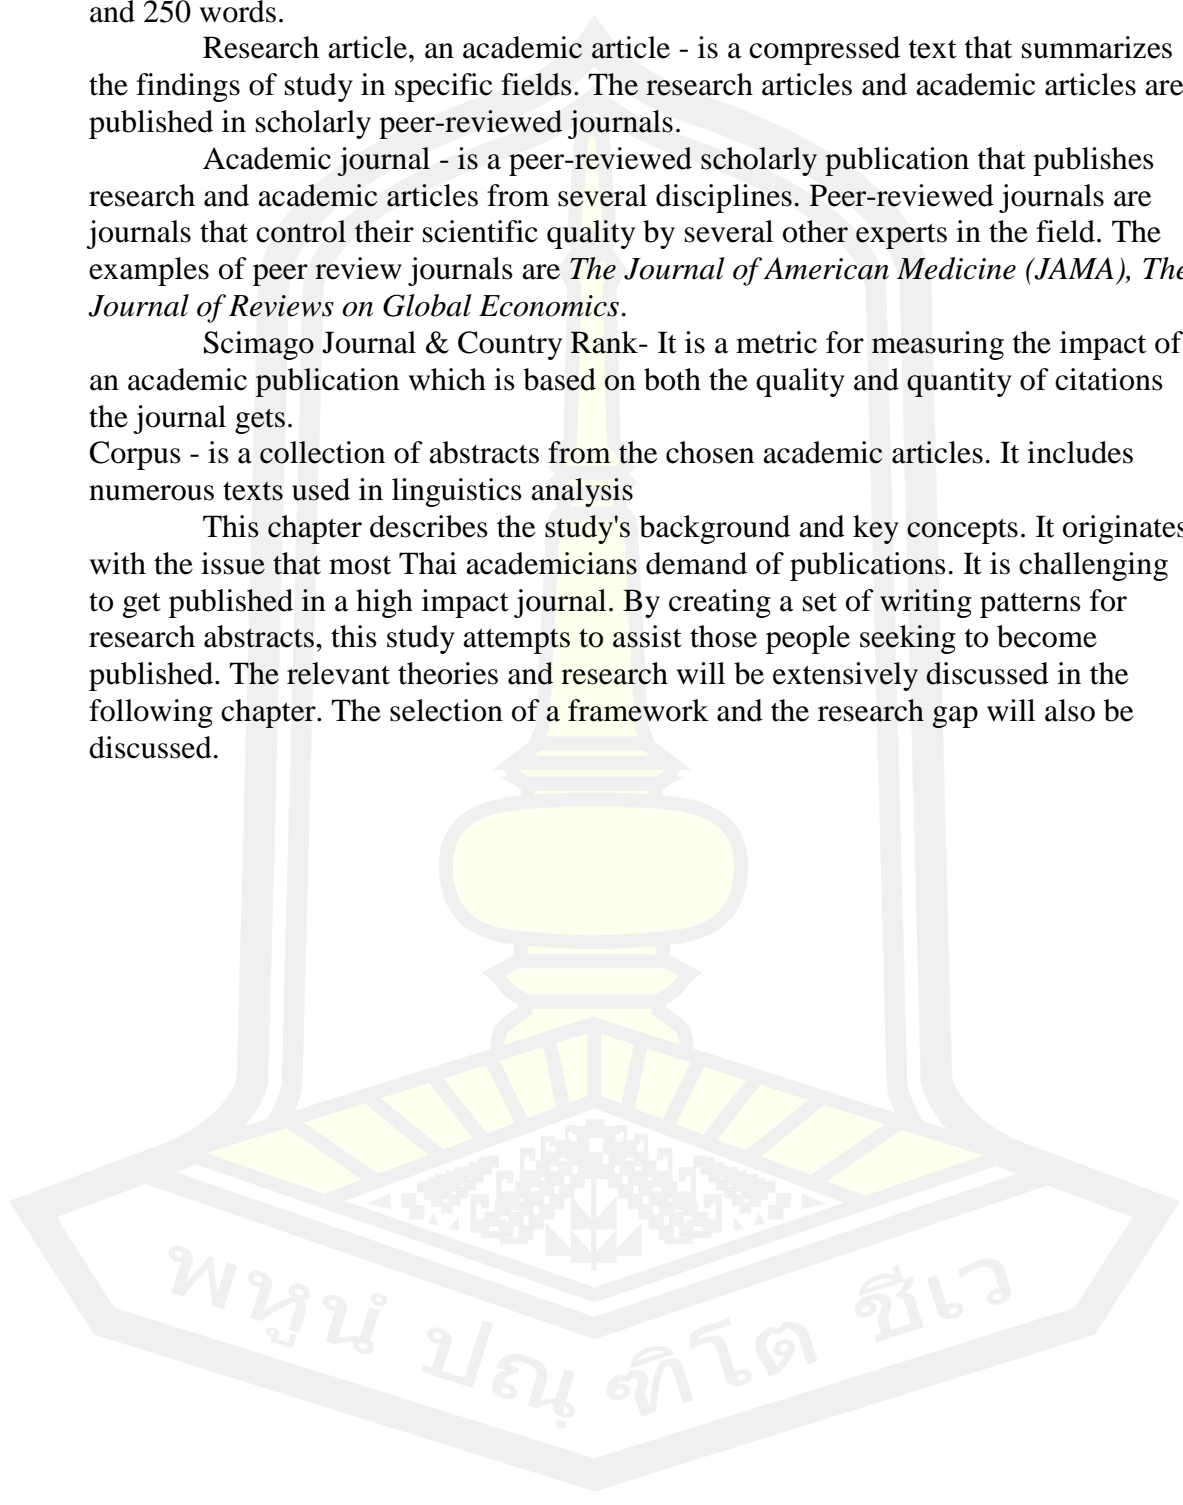 and 250 words.
Research article, an academic article - is a compressed text that summarizes
the findings of study in specific fields. The research articles and academic articles are
published in scholarly peer-reviewed journals.
Academic journal - is a peer-reviewed scholarly publication that publishes
research and academic articles from several disciplines. Peer-reviewed journals are
journals that control their scientific quality by several other experts in the field. The
examples of peer review journals are The Journal of American Medicine (JAMA), The
Journal of Reviews on Global Economics.
Scimago Journal & Country Rank- It is a metric for measuring the impact of
an academic publication which is based on both the quality and quantity of citations
the journal gets.
Corpus - is a collection of abstracts from the chosen academic articles. It includes
numerous texts used in linguistics analysis
This chapter describes the study's background and key concepts. It originates
with the issue that most Thai academicians demand of publications. It is challenging
to get published in a high impact journal. By creating a set of writing patterns for
research abstracts, this study attempts to assist those people seeking to become
published. The relevant theories and research will be extensively discussed in the
following chapter. The selection of a framework and the research gap will also be
discussed.
พหูนํ ปณฺฑิโต ชีเว